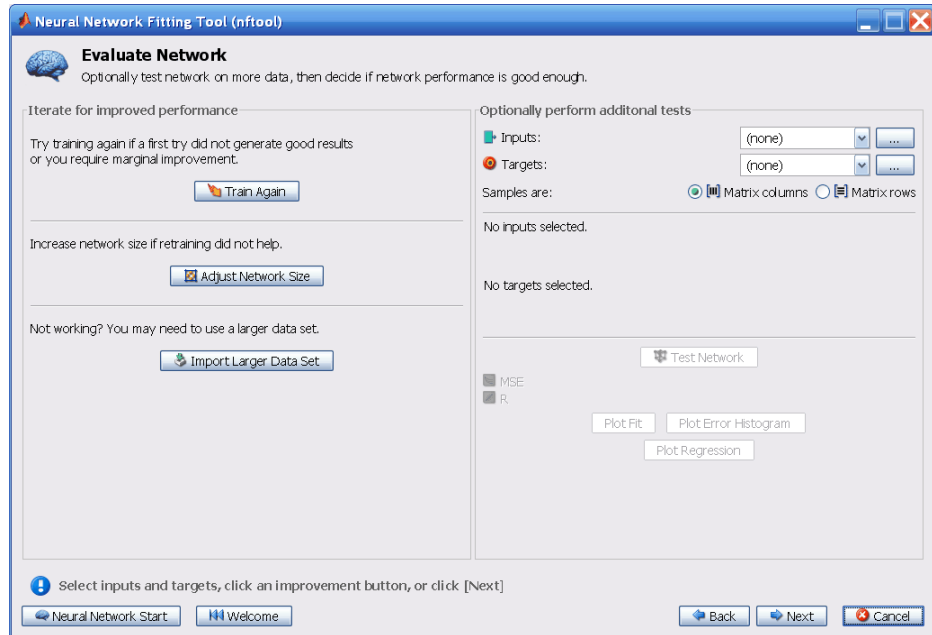 Neural Network Fitting Tool (nftool)
Evaluate Network
Optionally test network on more data, then decide if network performance is good enough.
Iterate for improved performance
Try training again if a first try did not generate good results
or you require marginal improvement.
Train Again
Increase network size if retraining did not help.
Adjust Network Size
Not working? You may need to use a larger data set.
Import Larger Data Set
Optionally perform additonal tests
Inputs: (none) ...
Targets: (none) ...
Samples are: Matrix columns Matrix rows
No inputs selected.
No targets selected.
Test Network
MSE
R
Plot Fit Plot Error Histogram
Plot Regression
Select inputs and targets, click an improvement button, or click [Next]
Neural Network Start Welcome Back Next Cancel